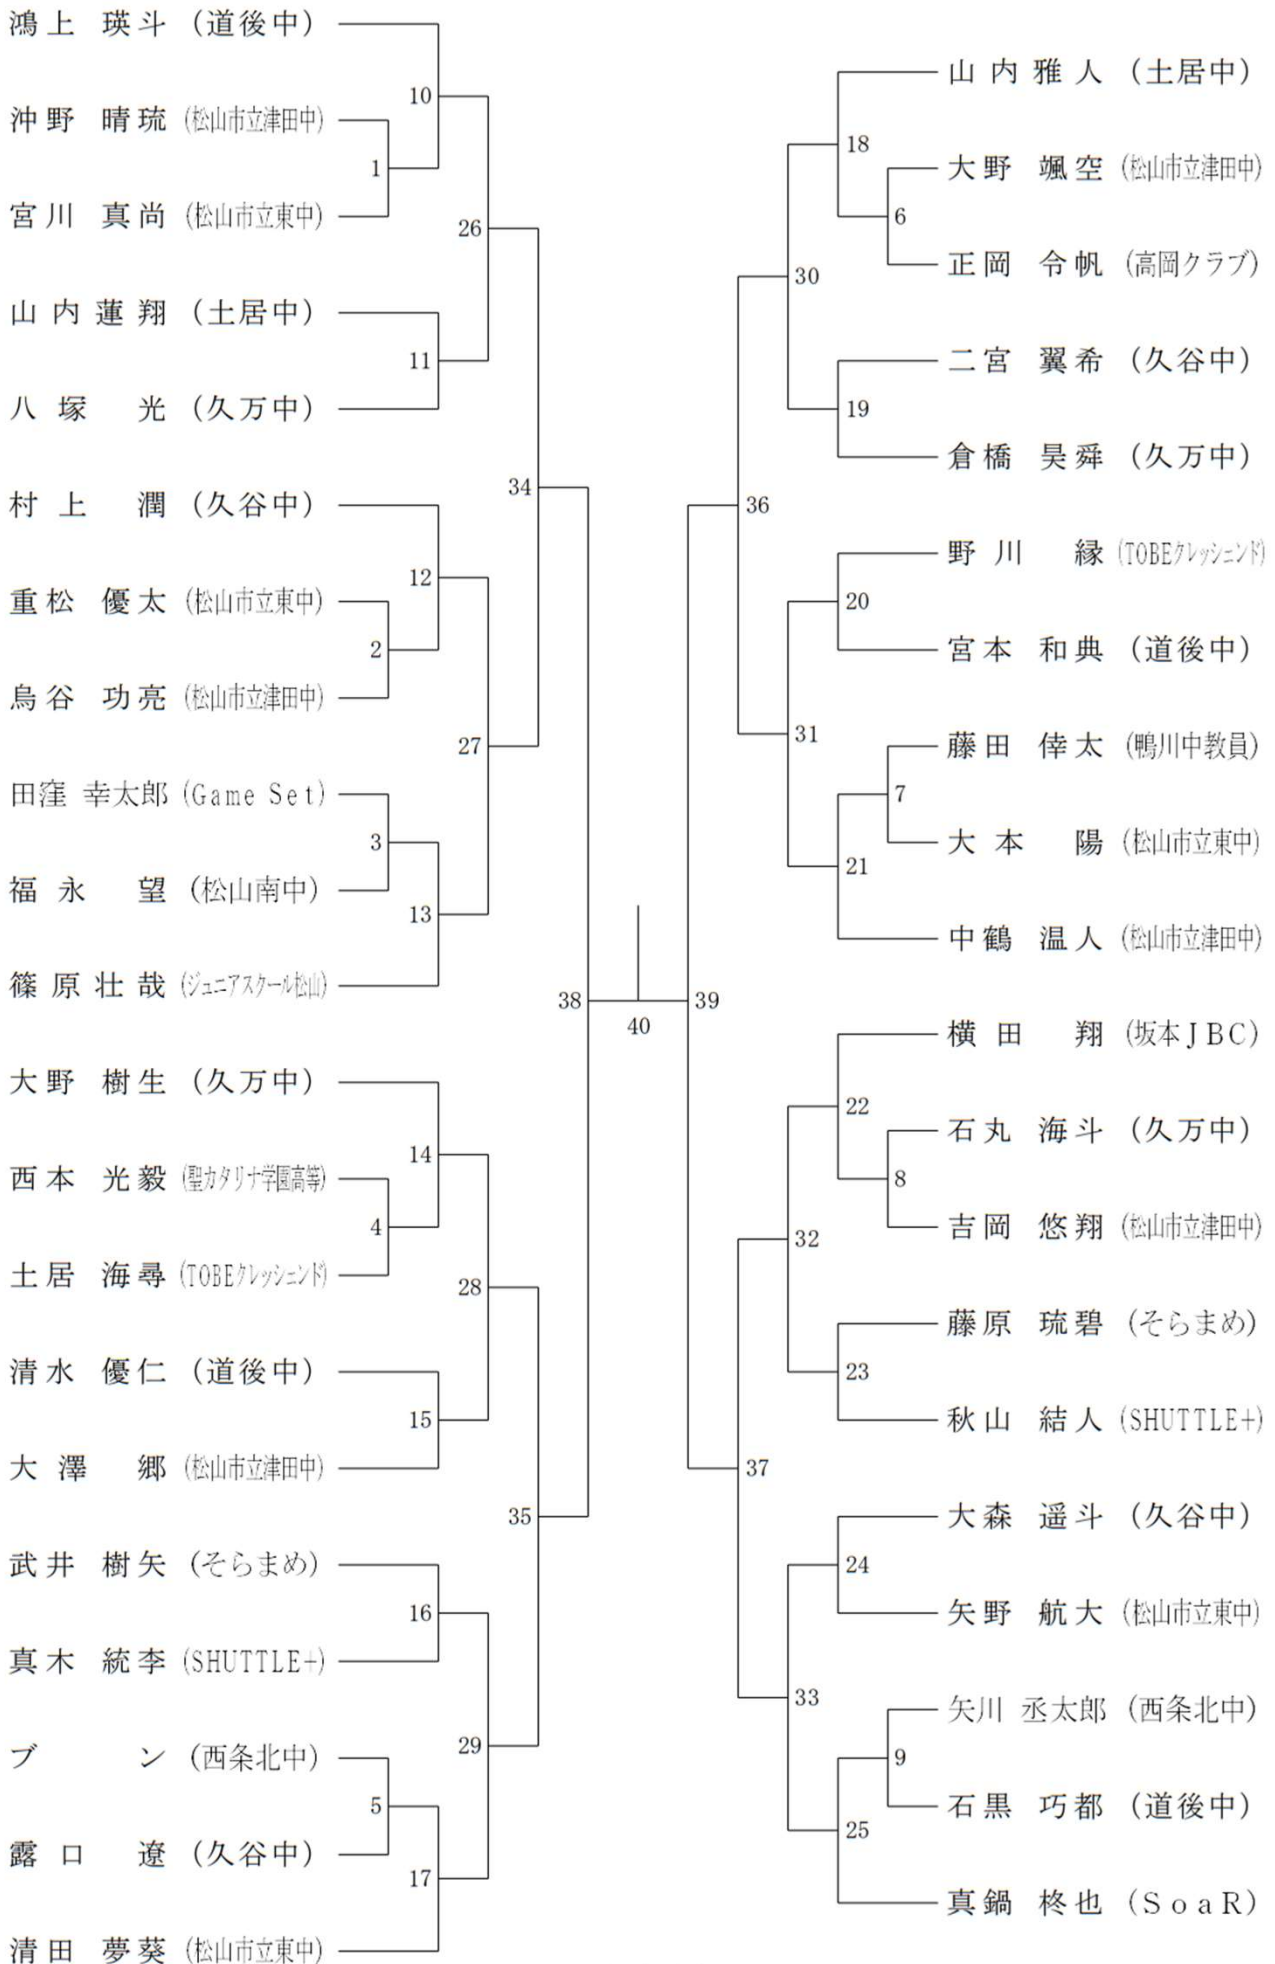 鴻上 瑛斗 (道後中)
沖野 晴琉 (松山市立津田中)
宮川 真尚 (松山市立東中)
山内 蓮翔 (土居中)
八塚 光 (久万中)
村上 潤 (久谷中)
重松 優太 (松山市立東中)
鳥谷 功亮 (松山市立津田中)
田窪 幸太郎 (Game Set)
福永 望 (松山南中)
篠原 壮哉 (ジュニアスクール松山)
大野 樹生 (久万中)
西本 光毅 (聖カタリナ学園高等)
土居 海尋 (TOBEクレッシェンド)
清水 優仁 (道後中)
大澤 郷 (松山市立津田中)
武井 樹矢 (そらまめ)
真木 統李 (SHUTTLE+)
ブン (西条北中)
露口 遼 (久谷中)
清田 夢葵 (松山市立東中)
1
2
3
4
5
10
11
12
13
14
15
16
17
26
27
28
29
34
35
38
40
39
36
37
30
31
32
33
18
19
20
21
22
23
24
25
6
7
8
9
山内 雅人 (土居中)
大野 颯空 (松山市立津田中)
正岡 令帆 (高岡クラブ)
二宮 翼希 (久谷中)
倉橋 昊舜 (久万中)
野川 縁 (TOBEクレッシェンド)
宮本 和典 (道後中)
藤田 倖太 (鴨川中教員)
大本 陽 (松山市立東中)
中鶴 温人 (松山市立津田中)
横田 翔 (坂本JBC)
石丸 海斗 (久万中)
吉岡 悠翔 (松山市立津田中)
藤原 琉碧 (そらまめ)
秋山 結人 (SHUTTLE+)
大森 遥斗 (久谷中)
矢野 航大 (松山市立東中)
矢川 丞太郎 (西条北中)
石黒 巧都 (道後中)
真鍋 柊也 (SoaR)